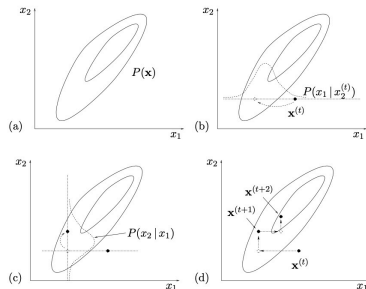 x₂
P(x)
(a)
x₁
x₂
P(x₁ | x₂⁽ᵗ⁾)
x⁽ᵗ⁾
(b)
x₁
x₂
P(x₂ | x₁)
(c)
x₁
x₂
x⁽ᵗ⁺²⁾
x⁽ᵗ⁺¹⁾
x⁽ᵗ⁾
(d)
x₁